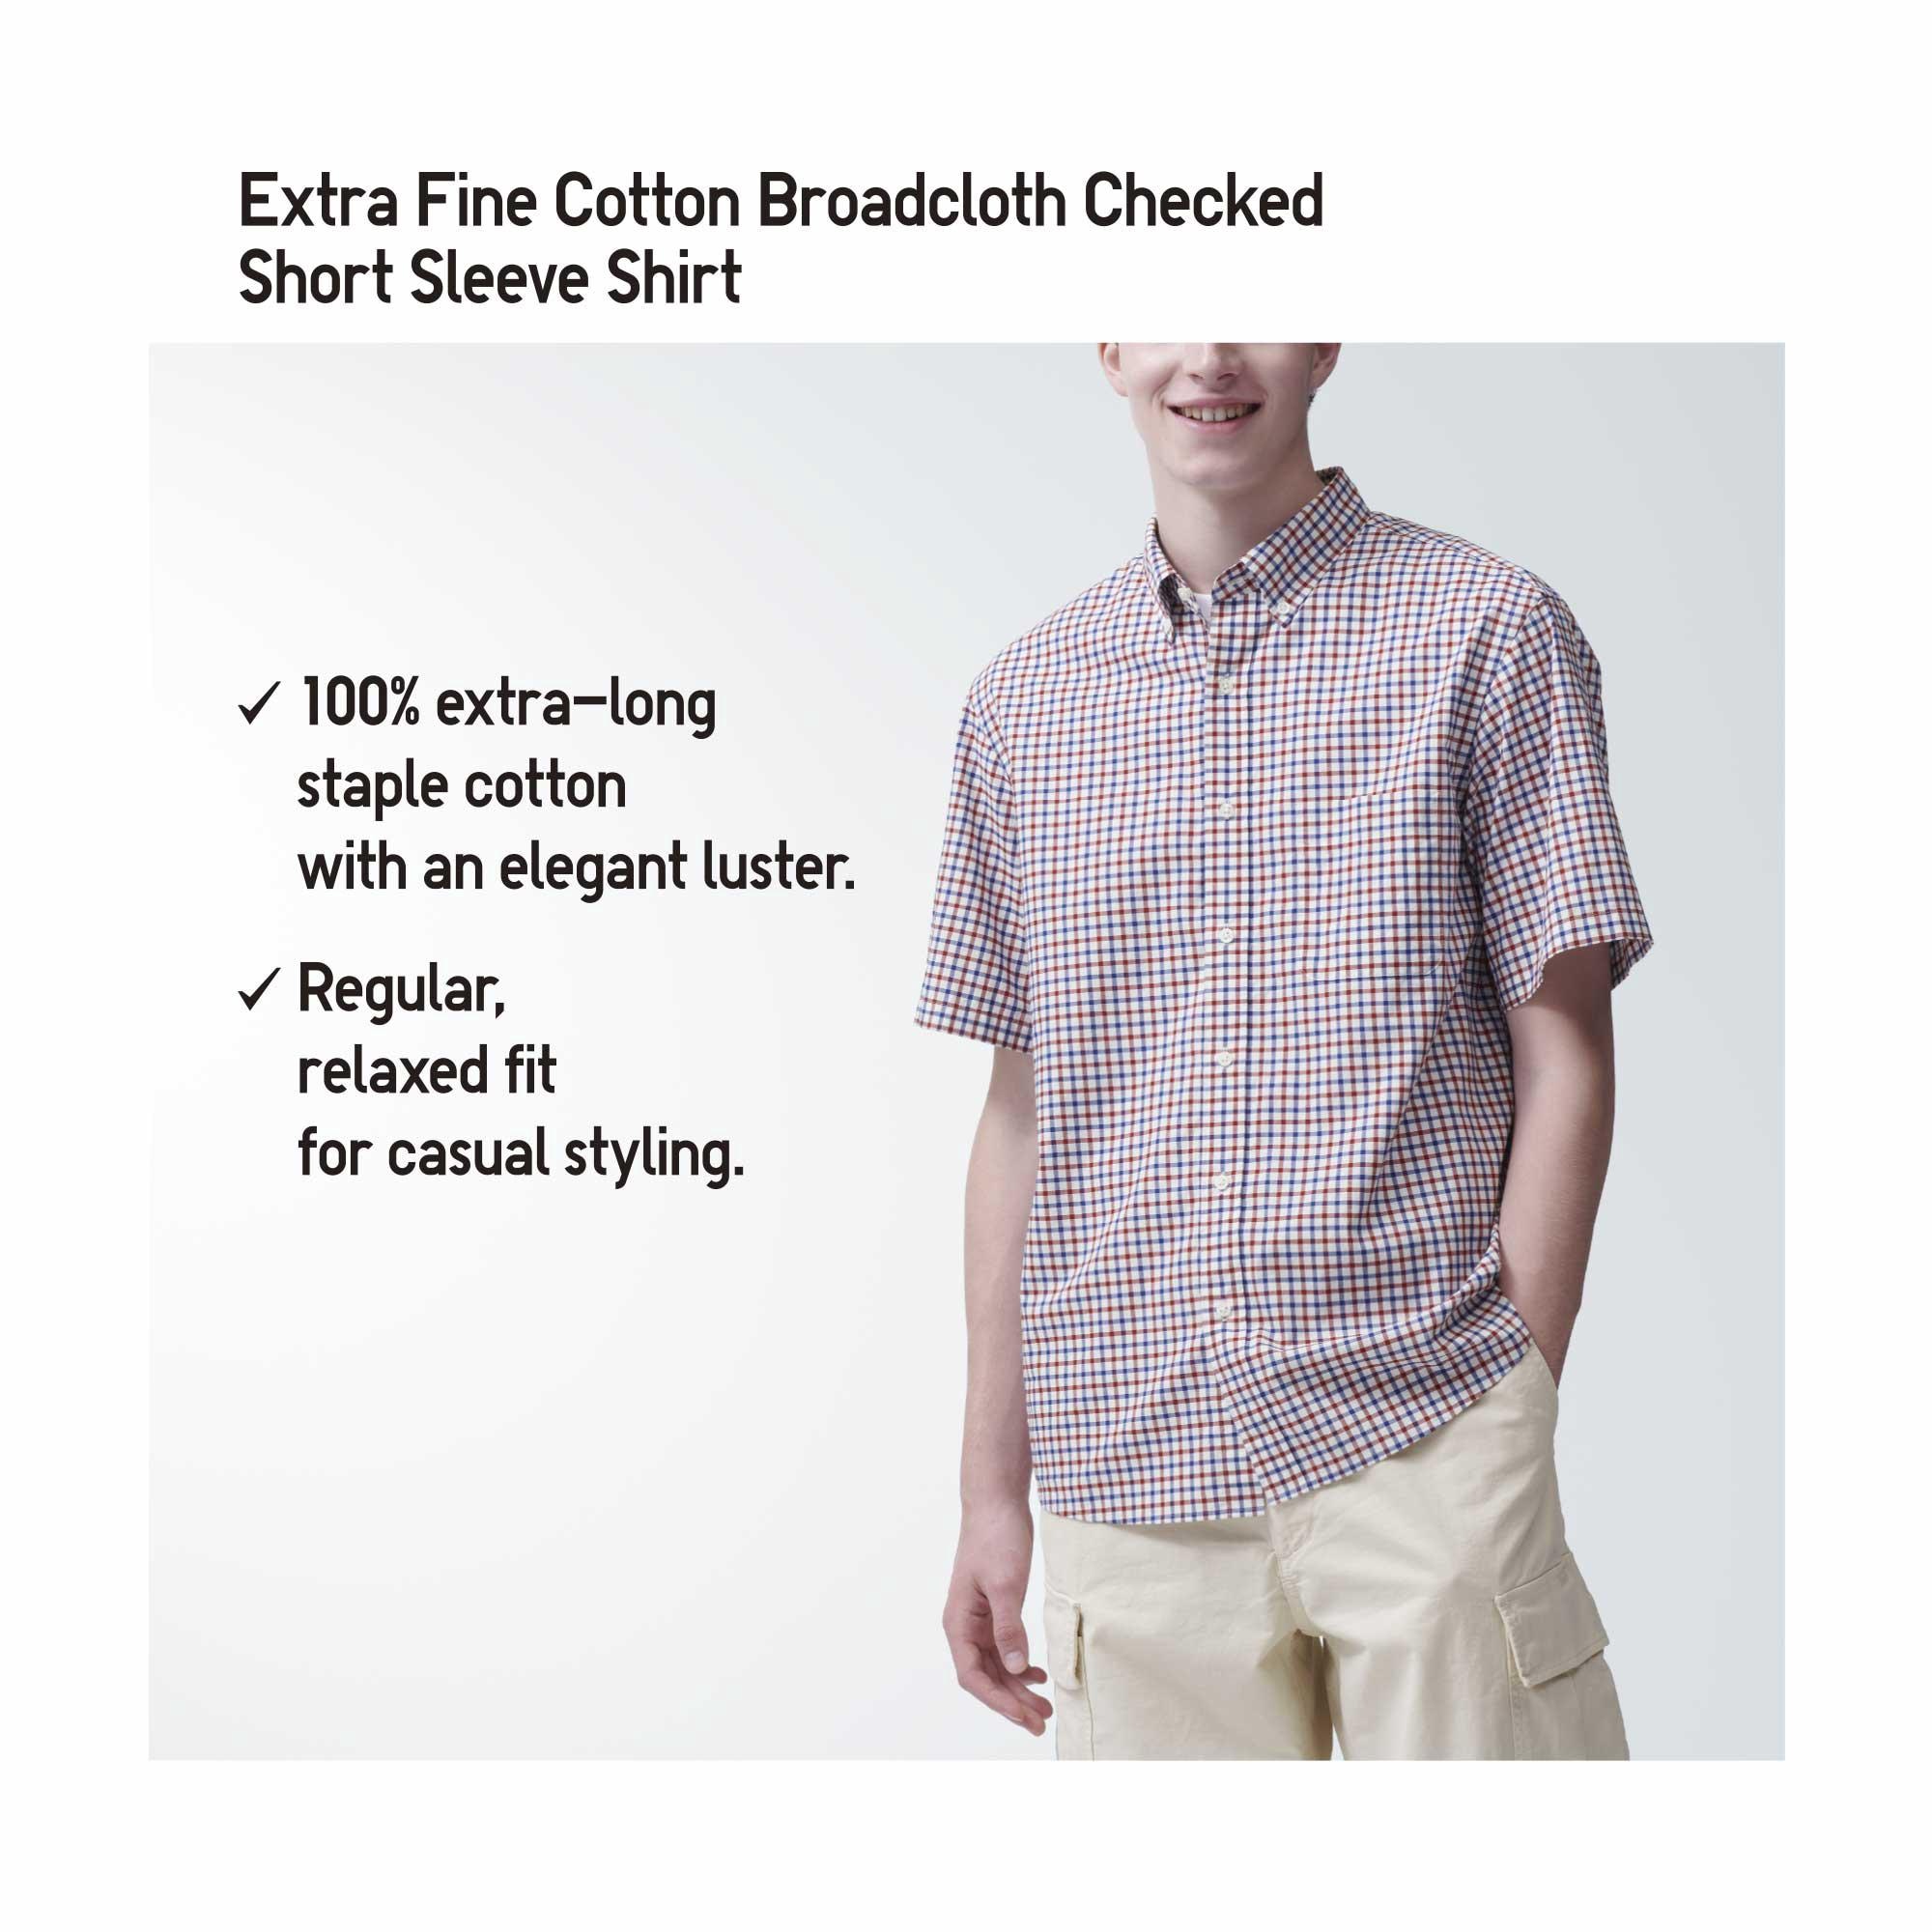 Extra Fine Cotton Broadcloth Checked
Short Sleeve Shirt
✓ 100% extra-long
staple cotton
with an elegant luster.
✓ Regular,
relaxed fit
for casual styling.